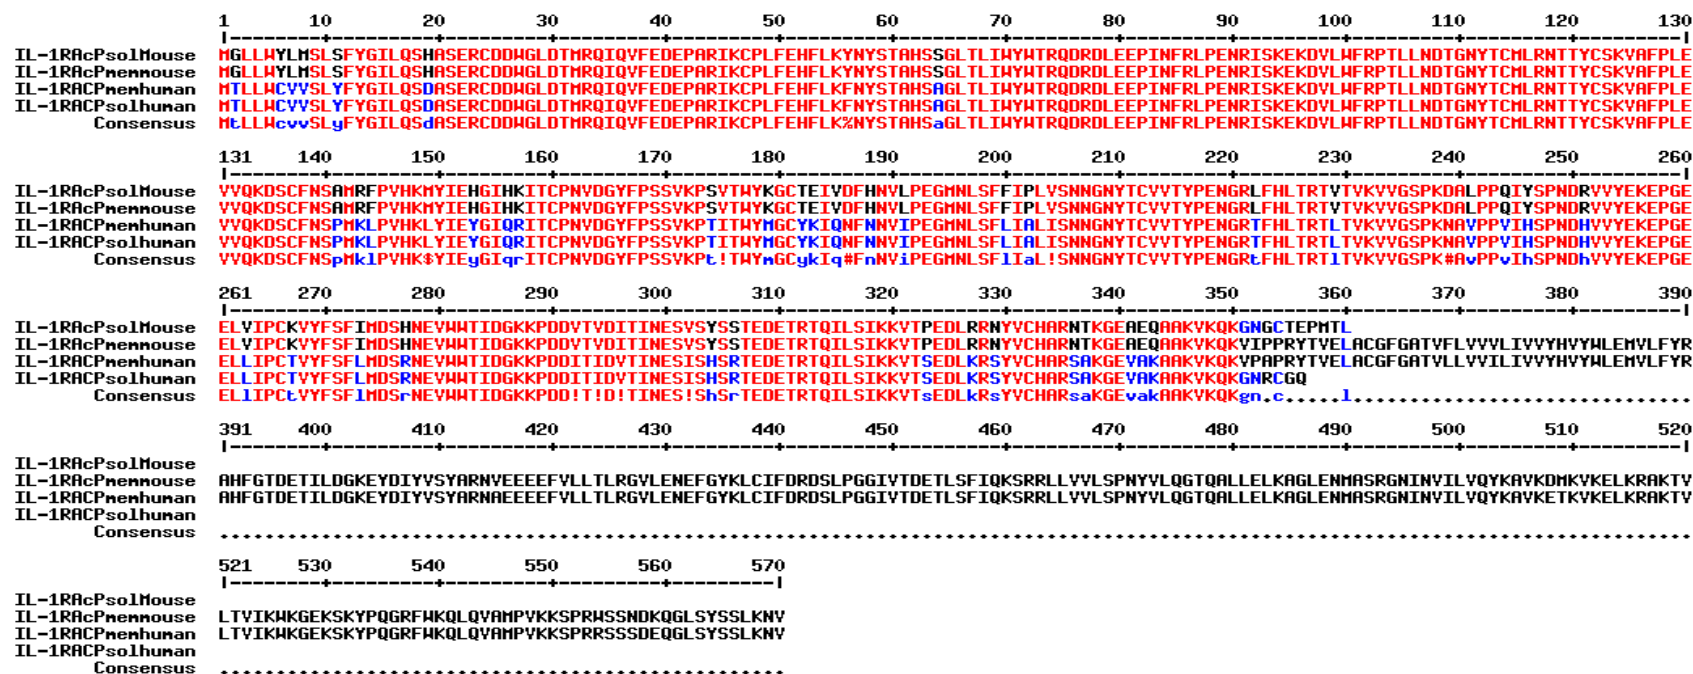 1 10 20 30 40 50 60 70 80 90 100 110 120 130
|--------+---------+---------+---------+---------+---------+---------+---------+---------+---------+---------+---------+---------|
IL-1RAcPsolMouse MGLLWYLMSLSFYGILQSHASERCDDWGLDTMRQIQVFEDEPARIKCPLFEHFLKYNYSTAHSSGLTLIWYWTRQDRDLEEPINFRLPENRISKEKDVLWFRPTLLNDTGNYTCMLRNTTYCSKVAFPLE
IL-1RAcPmemmouse MGLLWYLMSLSFYGILQSHASERCDDWGLDTMRQIQVFEDEPARIKCPLFEHFLKYNYSTAHSSGLTLIWYWTRQDRDLEEPINFRLPENRISKEKDVLWFRPTLLNDTGNYTCMLRNTTYCSKVAFPLE
IL-1RACPmemhuman MTLLWCVVSLYFYGILQSDASERCDDWGLDTMRQIQVFEDEPARIKCPLFEHFLKFNYSTAHSAGLTLIWYWTRQDRDLEEPINFRLPENRISKEKDVLWFRPTLLNDTGNYTCMLRNTTYCSKVAFPLE
IL-1RACPsolhuman MTLLWCVVSLYFYGILQSDASERCDDWGLDTMRQIQVFEDEPARIKCPLFEHFLKFNYSTAHSAGLTLIWYWTRQDRDLEEPINFRLPENRISKEKDVLWFRPTLLNDTGNYTCMLRNTTYCSKVAFPLE
Consensus MtLLWcvvSLyFYGILQSdASERCDDWGLDTMRQIQVFEDEPARIKCPLFEHFLK%NYSTAHSaGLTLIWYWTRQDRDLEEPINFRLPENRISKEKDVLWFRPTLLNDTGNYTCMLRNTTYCSKVAFPLE
131 140 150 160 170 180 190 200 210 220 230 240 250 260
|--------+---------+---------+---------+---------+---------+---------+---------+---------+---------+---------+---------+---------|
IL-1RAcPsolMouse VVQKDSCFNSAMRFPVHKMYIEHGIHKITCPNVDGYFPSSVKPSVTWYKGCTEIVDFHNVLPEGMNLSFFIPLVSNNGNYTCVVTYPENGRLFHLTRTVTVKVVGSPKDALPPQIYSPNDRVVYEKEPGE
IL-1RAcPmemmouse VVQKDSCFNSAMRFPVHKMYIEHGIHKITCPNVDGYFPSSVKPSVTWYKGCTEIVDFHNVLPEGMNLSFFIPLVSNNGNYTCVVTYPENGRLFHLTRTVTVKVVGSPKDALPPQIYSPNDRVVYEKEPGE
IL-1RACPmemhuman VVQKDSCFNSPMKLPVHKLYIEYGIQRITCPNVDGYFPSSVKPTITWYMGCYKIQNFNNVIPEGMNLSFLIALISNNGNYTCVVTYPENGRTFHLTRTLTVKVVGSPKNAVPPVIHSPNDHVVYEKEPGE
IL-1RACPsolhuman VVQKDSCFNSPMKLPVHKLYIEYGIQRITCPNVDGYFPSSVKPTITWYMGCYKIQNFNNVIPEGMNLSFLIALISNNGNYTCVVTYPENGRTFHLTRTLTVKVVGSPKNAVPPVIHSPNDHVVYEKEPGE
Consensus VVQKDSCFNSpMklPVHK$YIEyGIqrITCPNVDGYFPSSVKPt!TWYmGCykIq#FnNViPEGMNLSFlIaL!SNNGNYTCVVTYPENGRtFHLTRTlTVKVVGSPK#AvPPvIhSPNDhVVYEKEPGE
261 270 280 290 300 310 320 330 340 350 360 370 380 390
|--------+---------+---------+---------+---------+---------+---------+---------+---------+---------+---------+---------+---------|
IL-1RAcPsolMouse ELVIPCKVYFSFIMDSHNEVWWTIDGKKPDDVTVDITINESVSYSSTEDETRTQILSIKKVTPEDLRRNYVCHARNTKGEAEQAAKVKQKGNGCTEPMTL
IL-1RAcPmemmouse ELVIPCKVYFSFIMDSHNEVWWTIDGKKPDDVTVDITINESVSYSSTEDETRTQILSIKKVTPEDLRRNYVCHARNTKGEAEQAAKVKQKVIPPRYTVELACGFGATVFLVVVLIVVYHVYWLEMVLFYR
IL-1RACPmemhuman ELLIPCTVYFSFLMDSRNEVWWTIDGKKPDDITIDVTINESISHSRTEDETRTQILSIKKVTSEDLKRSYVCHARSAKGEVAKAAKVKQKVPAPRYTVELACGFGATVLLVVILIVVYHVYWLEMVLFYR
IL-1RACPsolhuman ELLIPCTVYFSFLMDSRNEVWWTIDGKKPDDITIDVTINESISHSRTEDETRTQILSIKKVTSEDLKRSYVCHARSAKGEVAKAAKVKQKGNRCGQ
Consensus ELlIPCtVYFSFlMDSrNEVWWTIDGKKPDD!T!D!TINES!ShSrTEDETRTQILSIKKVTsEDLkRsYVCHARsaKGEvakAAKVKQKgn.c.....l..............................
391 400 410 420 430 440 450 460 470 480 490 500 510 520
|--------+---------+---------+---------+---------+---------+---------+---------+---------+---------+---------+---------+---------|
IL-1RAcPsolMouse
IL-1RAcPmemmouse AHFGTDETILDGKEYDIYVSYARNVEEEEFVLLTLRGVLENEFGYKLCIFDRDSLPGGIVTDETLSFIQKSRRLLVVLSPNYVLQGTQALLELKAGLENMASRGNINVILVQYKAVKDMKVKELKRAKTV
IL-1RACPmemhuman AHFGTDETILDGKEYDIYVSYARNAEEEEFVLLTLRGVLENEFGYKLCIFDRDSLPGGIVTDETLSFIQKSRRLLVVLSPNYVLQGTQALLELKAGLENMASRGNINVILVQYKAVKETKVKELKRAKTV
IL-1RACPsolhuman
Consensus ..................................................................................................................................
521 530 540 550 560 570
|--------+---------+---------+---------+---------|
IL-1RAcPsolMouse
IL-1RAcPmemmouse LTVIKWKGEKSKYPQGRFWKQLQVAMPVKKSPRWSSNDKQGLSYSSLKNV
IL-1RACPmemhuman LTVIKWKGEKSKYPQGRFWKQLQVAMPVKKSPRRSSSDEQGLSYSSLKNV
IL-1RACPsolhuman
Consensus ..................................................